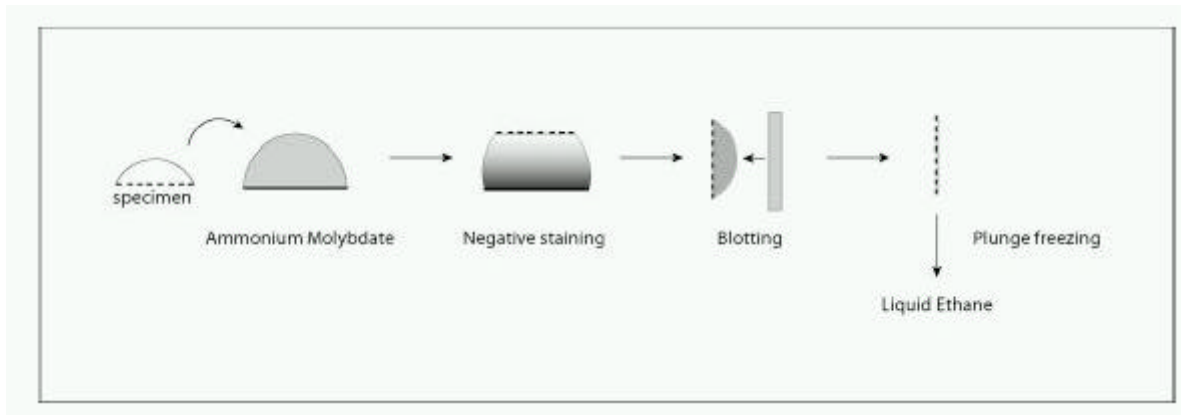 specimen
Ammonium Molybdate
Negative staining
Blotting
Plunge freezing
Liquid Ethane